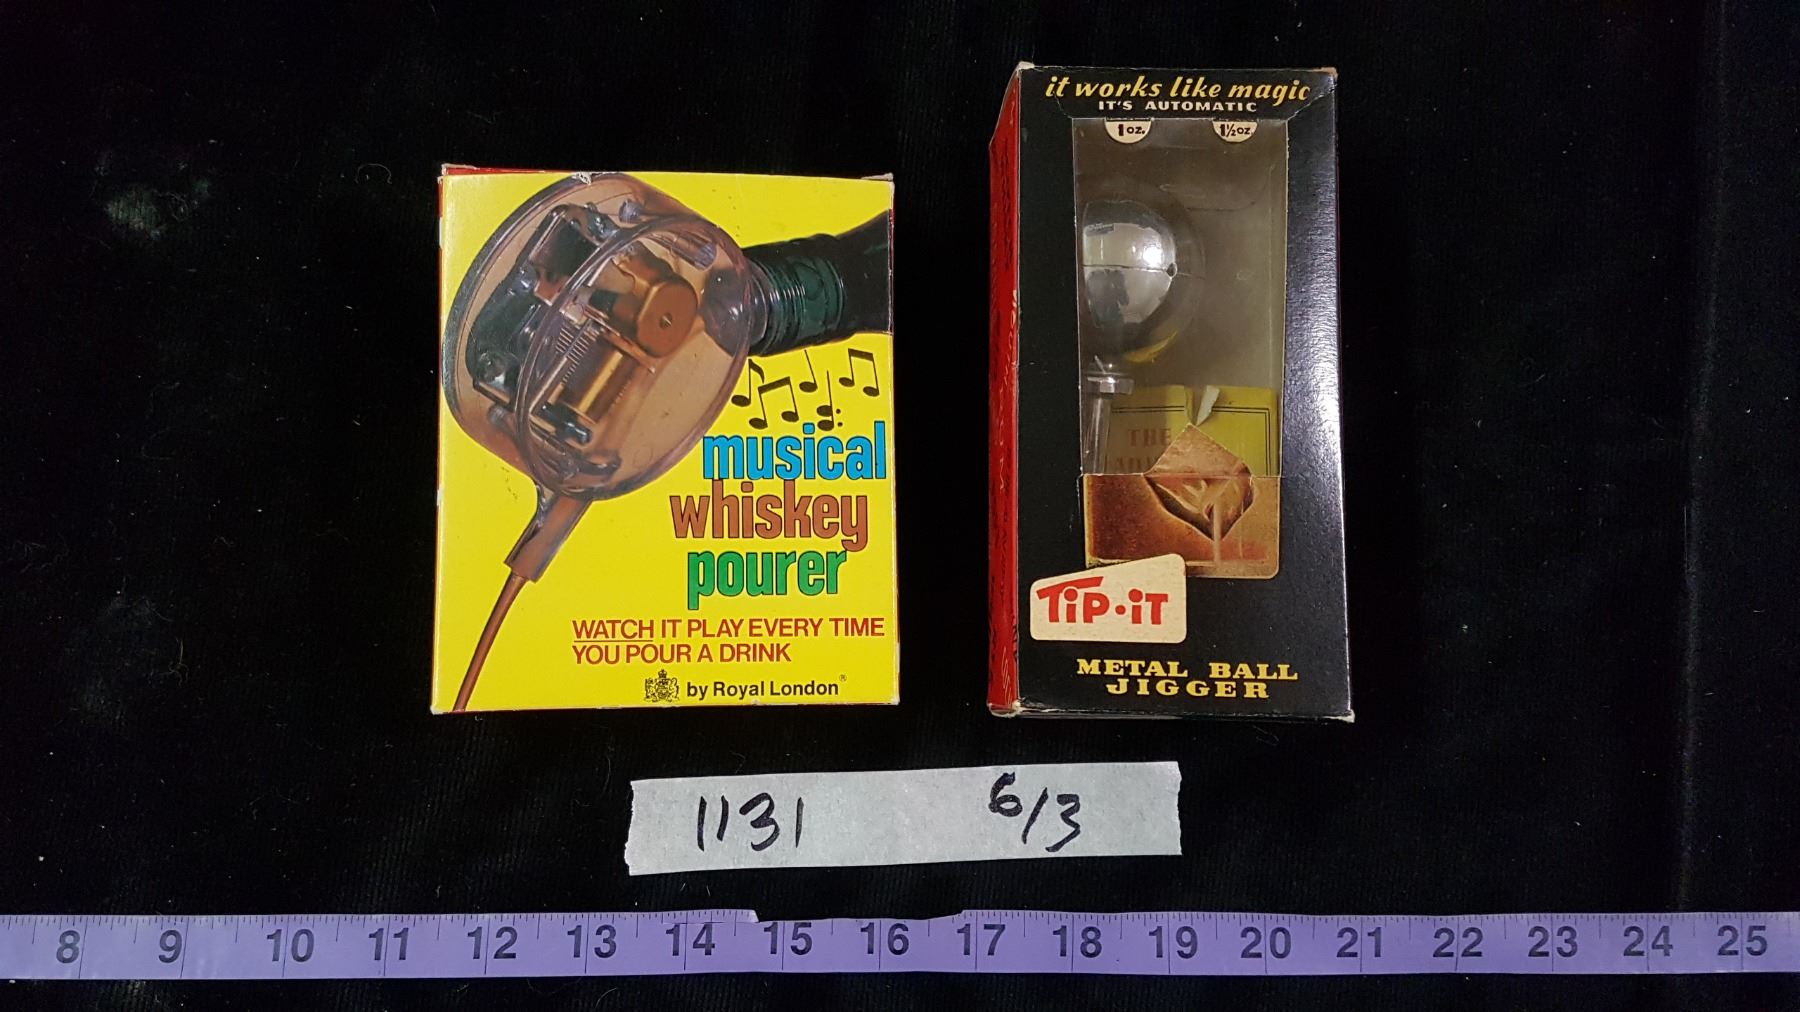 musical
whiskey
pourer
WATCH IT PLAY EVERY TIME
YOU POUR A DRINK
by Royal London®
it works like magic
IT'S AUTOMATIC
1 oz.
1½ oz.
THE
TiP•iT
METAL BALL
JIGGER
1131 6/3
8 9 10 11 12 13 14 15 16 17 18 19 20 21 22 23 24 25